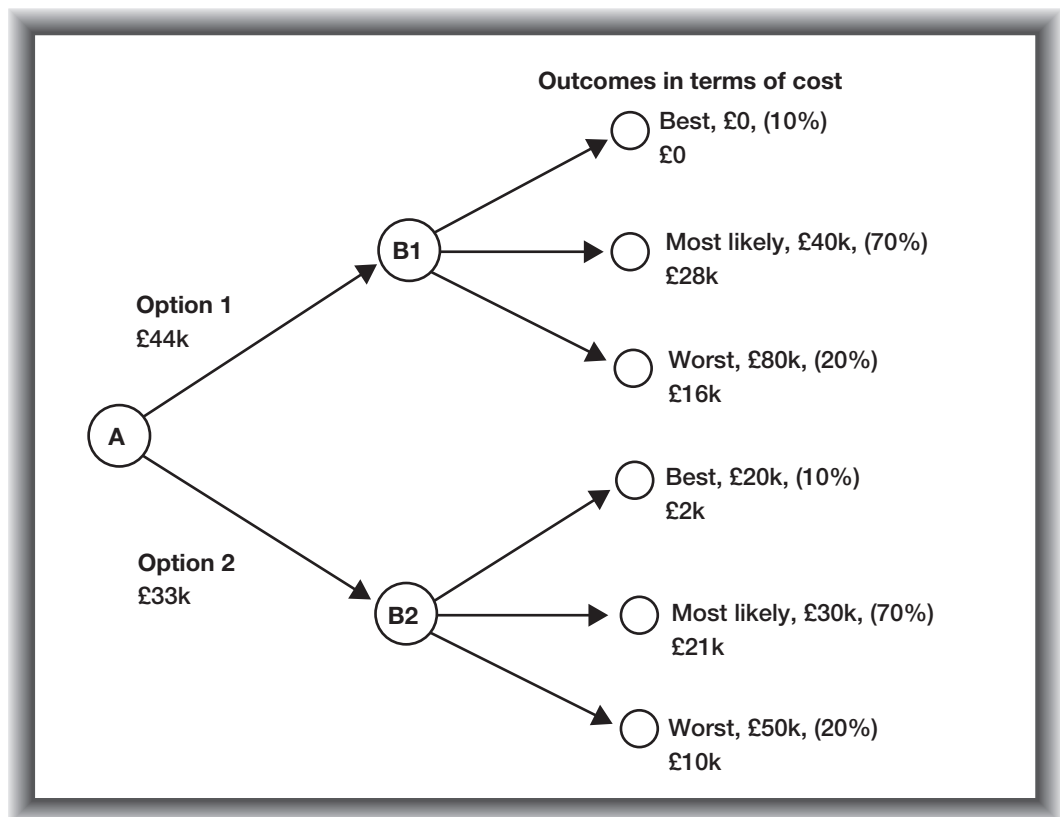 Outcomes in terms of cost
Best, £0, (10%)
£0
B1
Most likely, £40k, (70%)
£28k
Option 1
£44k
Worst, £80k, (20%)
£16k
A
Best, £20k, (10%)
£2k
Option 2
£33k
B2
Most likely, £30k, (70%)
£21k
Worst, £50k, (20%)
£10k